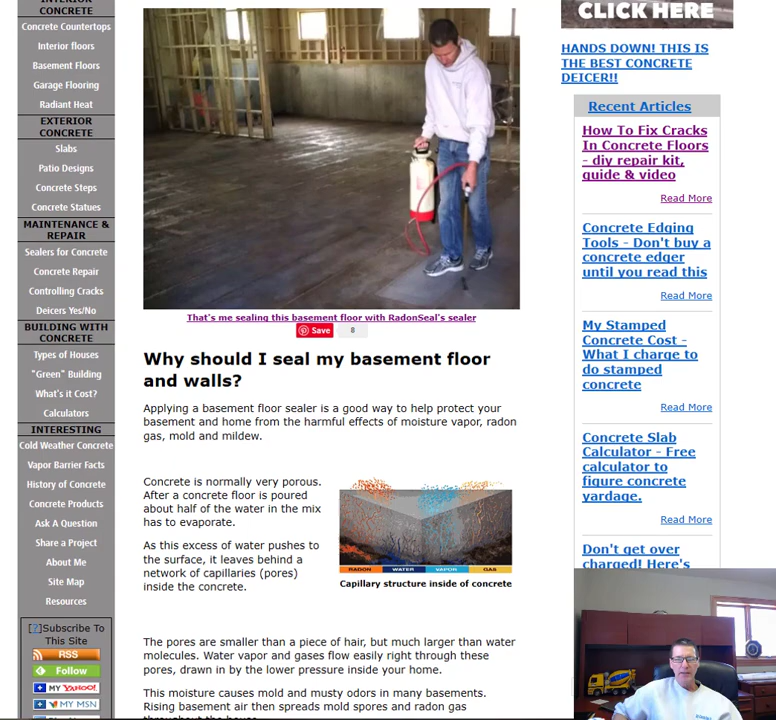 INTERIOR
CONCRETE
Concrete Countertops
Interior floors
Basement Floors
Garage Flooring
Radiant Heat
EXTERIOR
CONCRETE
Slabs
Patio Designs
Concrete Steps
Concrete Statues
MAINTENANCE &
REPAIR
Sealers for Concrete
Concrete Repair
Controlling Cracks
Deicers Yes/No
BUILDING WITH
CONCRETE
Types of Houses
"Green" Building
What's it Cost?
Calculators
INTERESTING
Cold Weather Concrete
Vapor Barrier Facts
History of Concrete
Concrete Products
Ask A Question
Share a Project
About Me
Site Map
Resources
[?]Subscribe To
This Site
RSS
Follow
MY YAHOO!
MY MSN
That's me sealing this basement floor with RadonSeal's sealer
Save 8
Why should I seal my basement floor
and walls?
Applying a basement floor sealer is a good way to help protect your
basement and home from the harmful effects of moisture vapor, radon
gas, mold and mildew.
Concrete is normally very porous.
After a concrete floor is poured
about half of the water in the mix
has to evaporate.
As this excess of water pushes to
the surface, it leaves behind a
network of capillaries (pores)
inside the concrete.
RADON WATER VAPOR GAS
Capillary structure inside of concrete
The pores are smaller than a piece of hair, but much larger than water
molecules. Water vapor and gases flow easily right through these
pores, drawn in by the lower pressure inside your home.
This moisture causes mold and musty odors in many basements.
Rising basement air then spreads mold spores and radon gas
throughout the house
CLICK HERE
HANDS DOWN! THIS IS
THE BEST CONCRETE
DEICER!!
Recent Articles
How To Fix Cracks
In Concrete Floors
- diy repair kit,
guide & video
Read More
Concrete Edging
Tools - Don't buy a
concrete edger
until you read this
Read More
My Stamped
Concrete Cost -
What I charge to
do stamped
concrete
Read More
Concrete Slab
Calculator - Free
calculator to
figure concrete
yardage.
Read More
Don't get over
charged! Here's